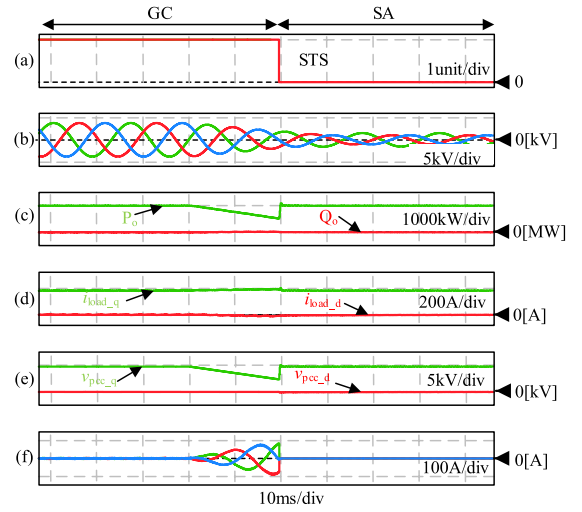 GC SA
(a) STS 1unit/div 0
(b) 5kV/div 0[kV]
(c) Po Qo 1000kW/div 0[MW]
(d) iload_q iload_d 200A/div 0[A]
(e) vpcc_q vpcc_d 5kV/div 0[kV]
(f) 100A/div 0[A]
10ms/div